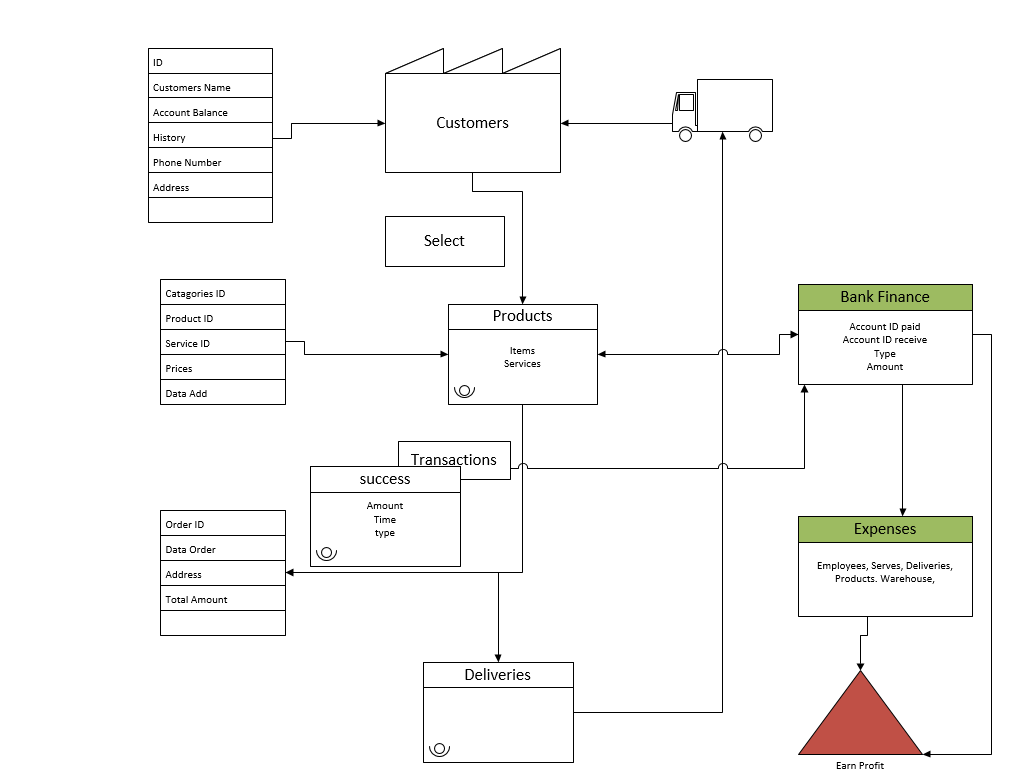 ID
Customers Name
Account Balance
History
Phone Number
Address
Customers
Select
Catagories ID
Product ID
Service ID
Prices
Data Add
Products
Items
Services
Bank Finance
Account ID paid
Account ID receive
Type
Amount
Transactions
success
Amount
Time
type
Order ID
Data Order
Address
Total Amount
Expenses
Employees, Serves, Deliveries,
Products. Warehouse,
Deliveries
Earn Profit